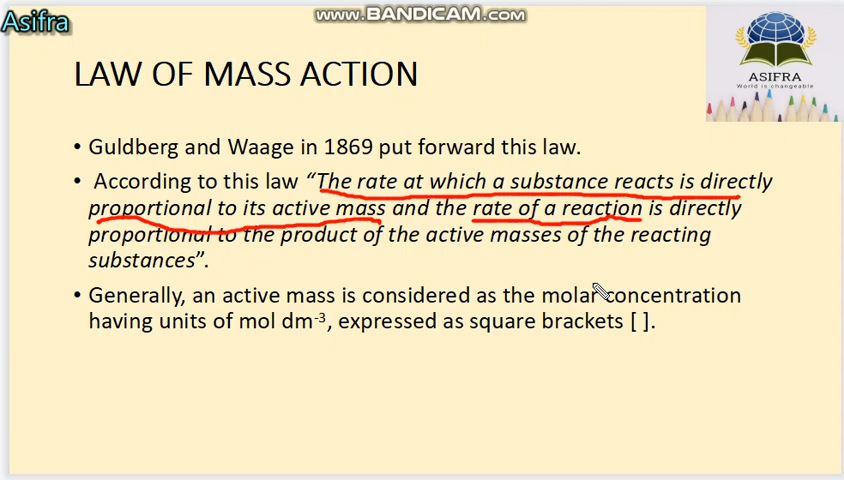 Asifra
www.BANDICAM.com
ASIFRA
World is changeable
LAW OF MASS ACTION
• Guldberg and Waage in 1869 put forward this law.
• According to this law “The rate at which a substance reacts is directly
proportional to its active mass and the rate of a reaction is directly
proportional to the product of the active masses of the reacting
substances”.
• Generally, an active mass is considered as the molar concentration
having units of mol dm⁻³, expressed as square brackets [ ].